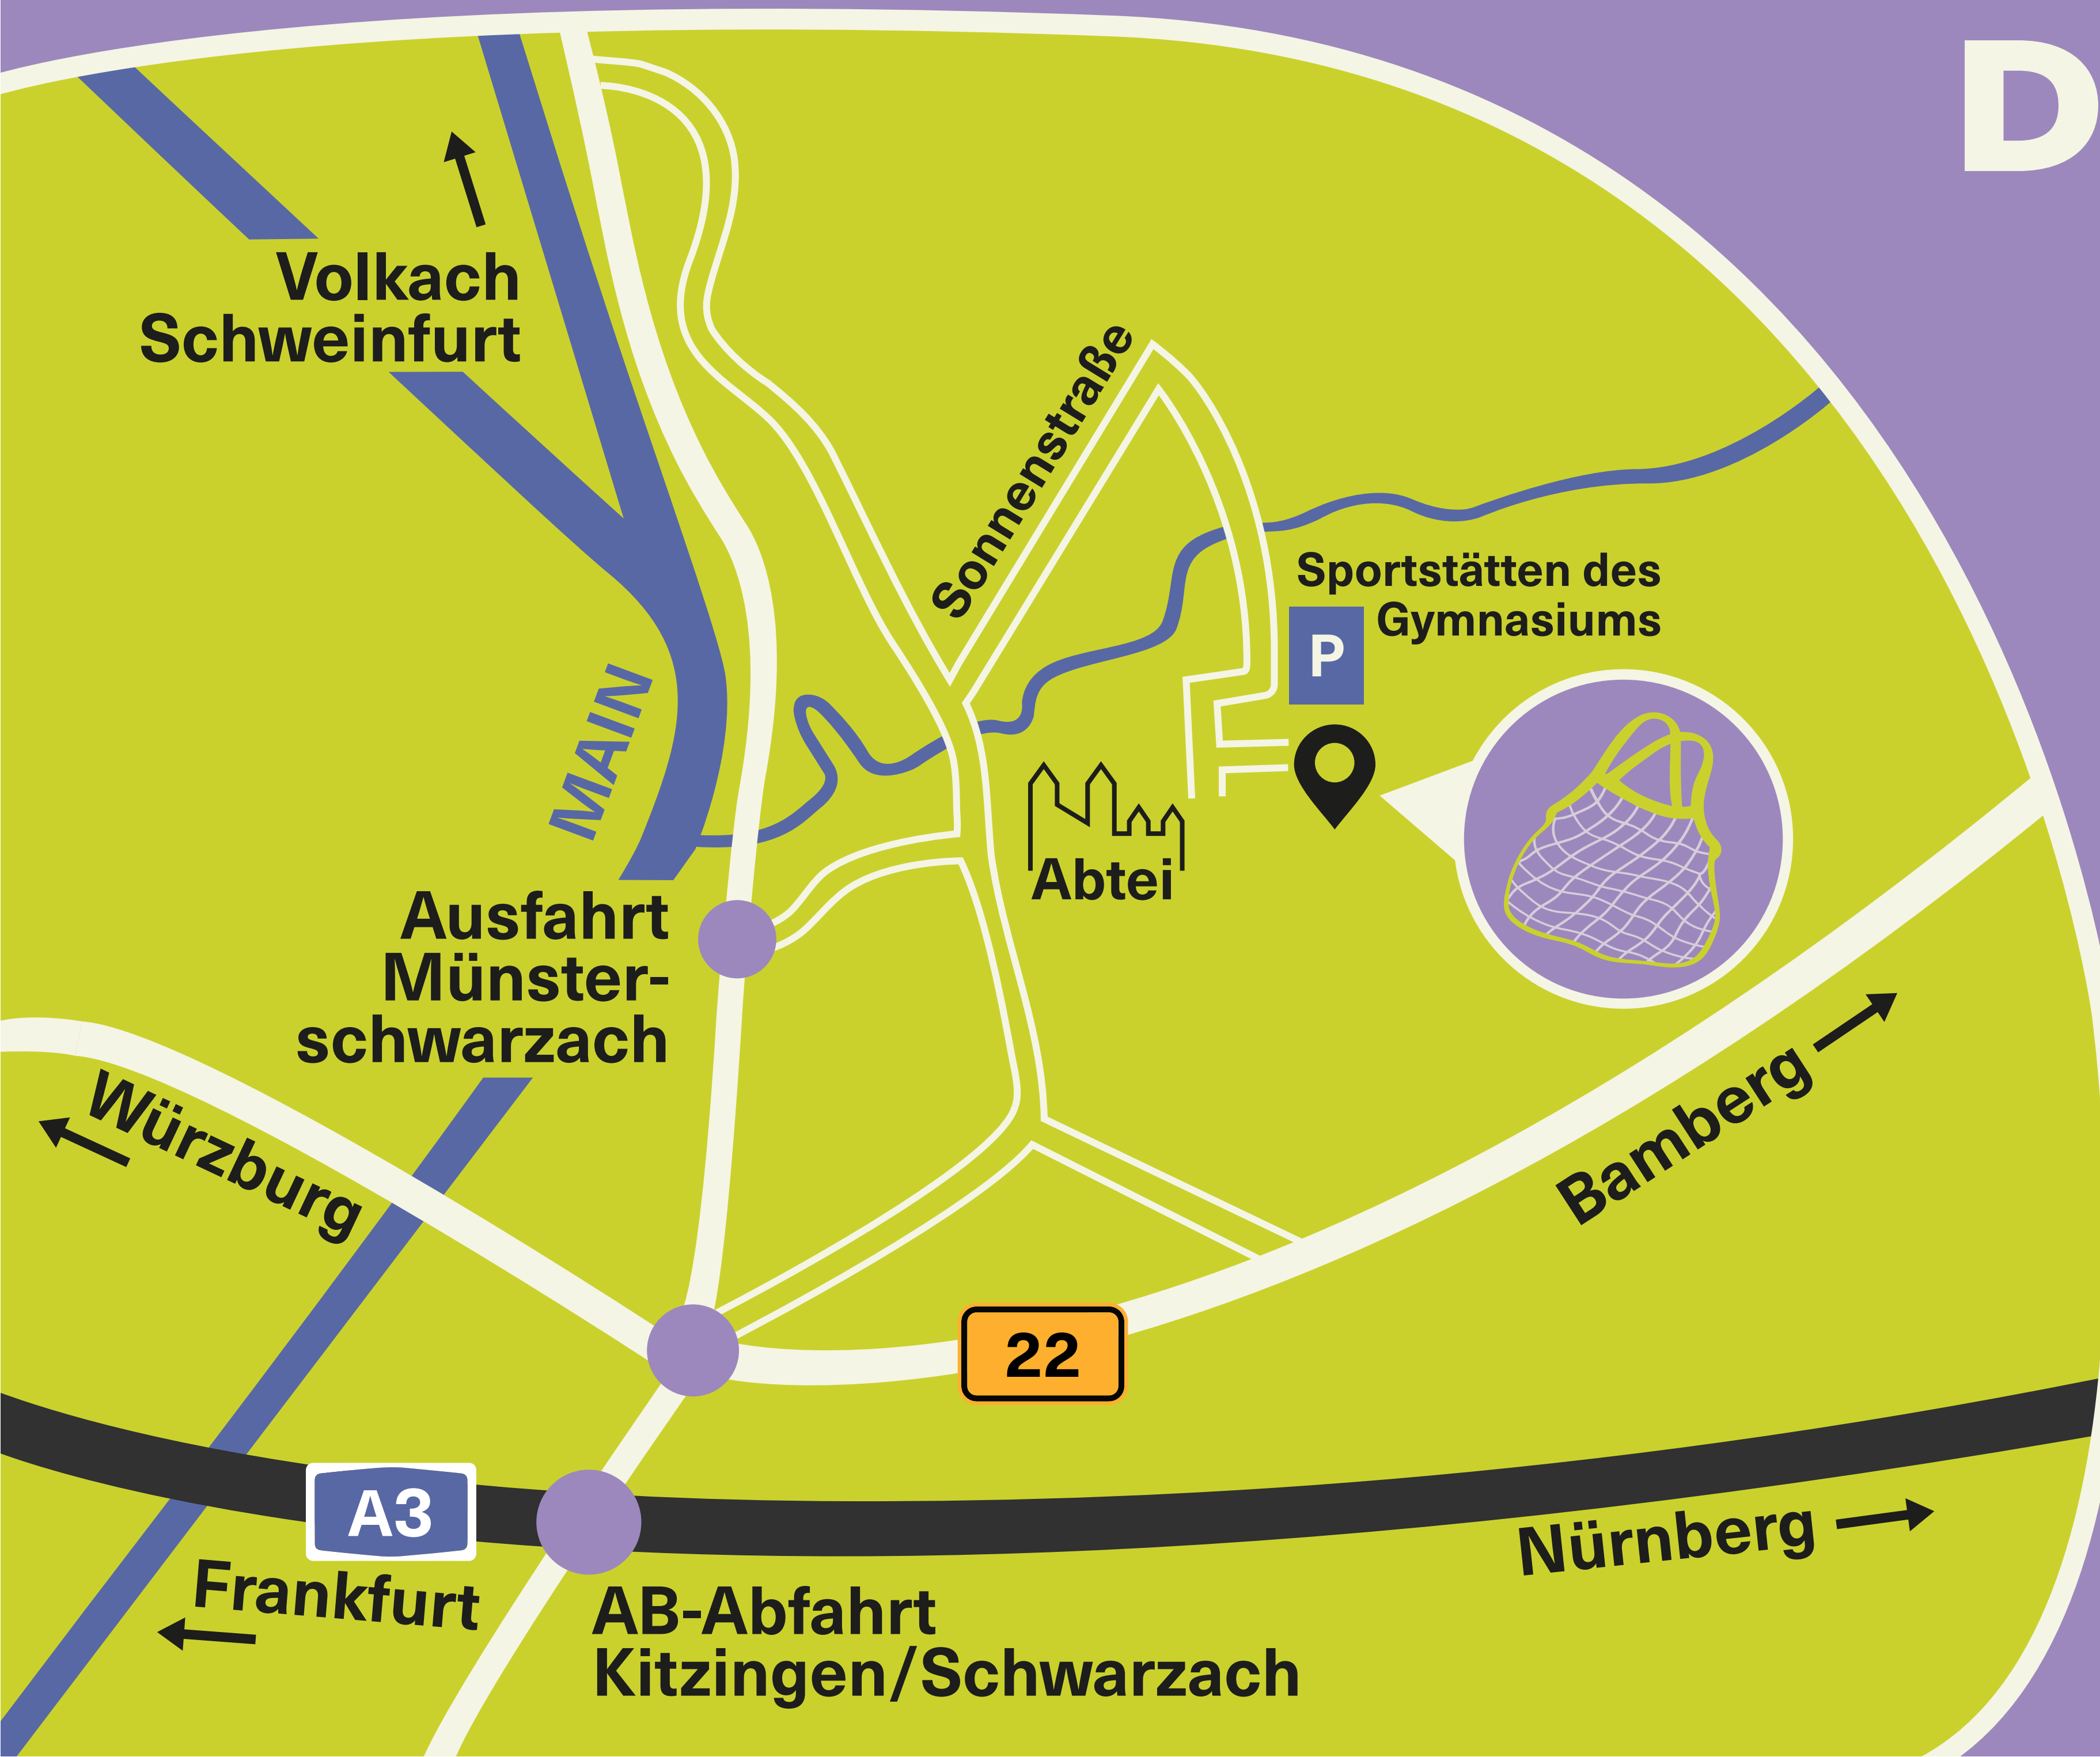 D
Volkach
Schweinfurt
Sonnenstraße
Sportstätten des
Gymnasiums
P
MAIN
Abtei
Ausfahrt
Münster-
schwarzach
Würzburg
Bamberg
22
A3
Nürnberg
Frankfurt
AB-Abfahrt
Kitzingen/Schwarzach